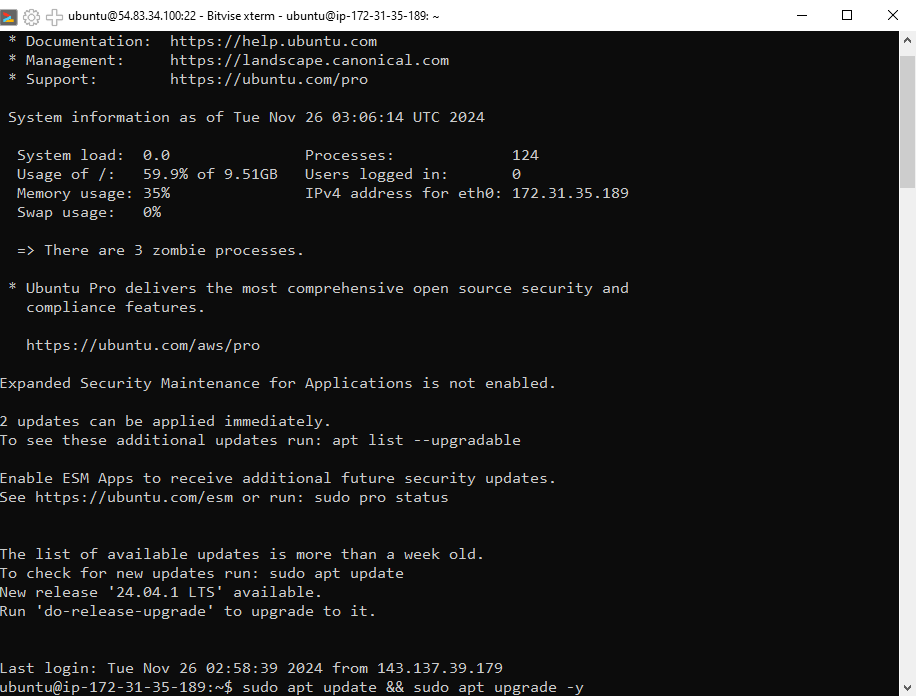 ubuntu@54.83.34.100:22 - Bitvise xterm - ubuntu@ip-172-31-35-189: ~
 * Documentation:  https://help.ubuntu.com
 * Management:     https://landscape.canonical.com
 * Support:        https://ubuntu.com/pro

 System information as of Tue Nov 26 03:06:14 UTC 2024

  System load:  0.0               Processes:             124
  Usage of /:   59.9% of 9.51GB   Users logged in:       0
  Memory usage: 35%               IPv4 address for eth0: 172.31.35.189
  Swap usage:   0%

  => There are 3 zombie processes.

 * Ubuntu Pro delivers the most comprehensive open source security and
   compliance features.

   https://ubuntu.com/aws/pro

Expanded Security Maintenance for Applications is not enabled.

2 updates can be applied immediately.
To see these additional updates run: apt list --upgradable

Enable ESM Apps to receive additional future security updates.
See https://ubuntu.com/esm or run: sudo pro status


The list of available updates is more than a week old.
To check for new updates run: sudo apt update
New release '24.04.1 LTS' available.
Run 'do-release-upgrade' to upgrade to it.


Last login: Tue Nov 26 02:58:39 2024 from 143.137.39.179
ubuntu@ip-172-31-35-189:~$ sudo apt update && sudo apt upgrade -y